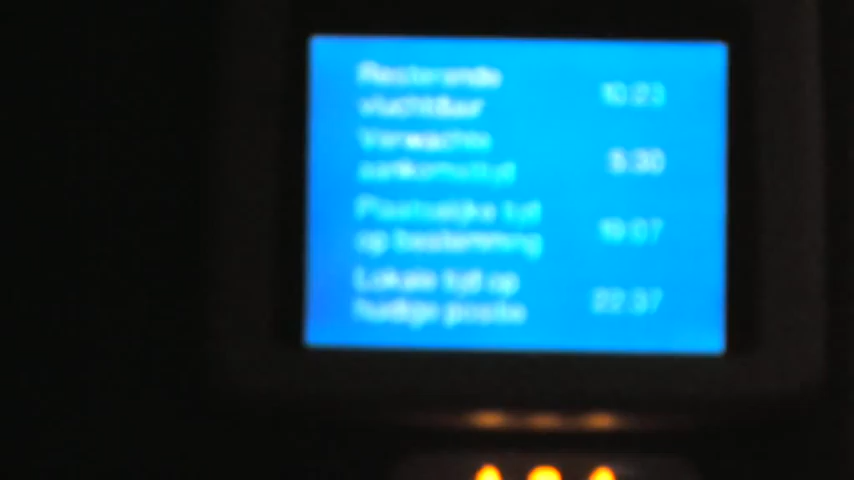 Resterende
vluchtduur 10:23
Verwachte
aankomsttijd 5:30
Plaatselijke tijd
op bestemming 19:07
Lokale tijd op
huidige positie 22:37